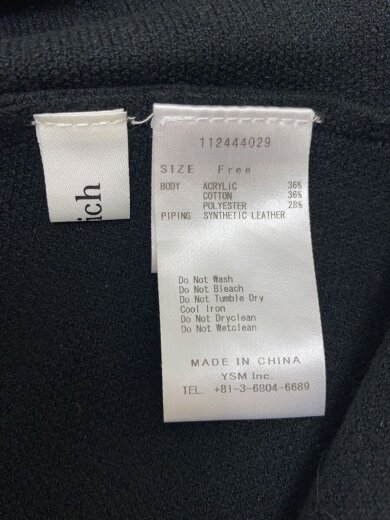 ich
112444029
SIZE Free
BODY ACRYLIC 36%
COTTON 36%
POLYESTER 28%
PIPING SYNTHETIC LEATHER
Do Not Wash
Do Not Bleach
Do Not Tumble Dry
Cool Iron
Do Not Dryclean
Do Not Wetclean
MADE IN CHINA
YSM Inc.
TEL. +81-3-6804-6689